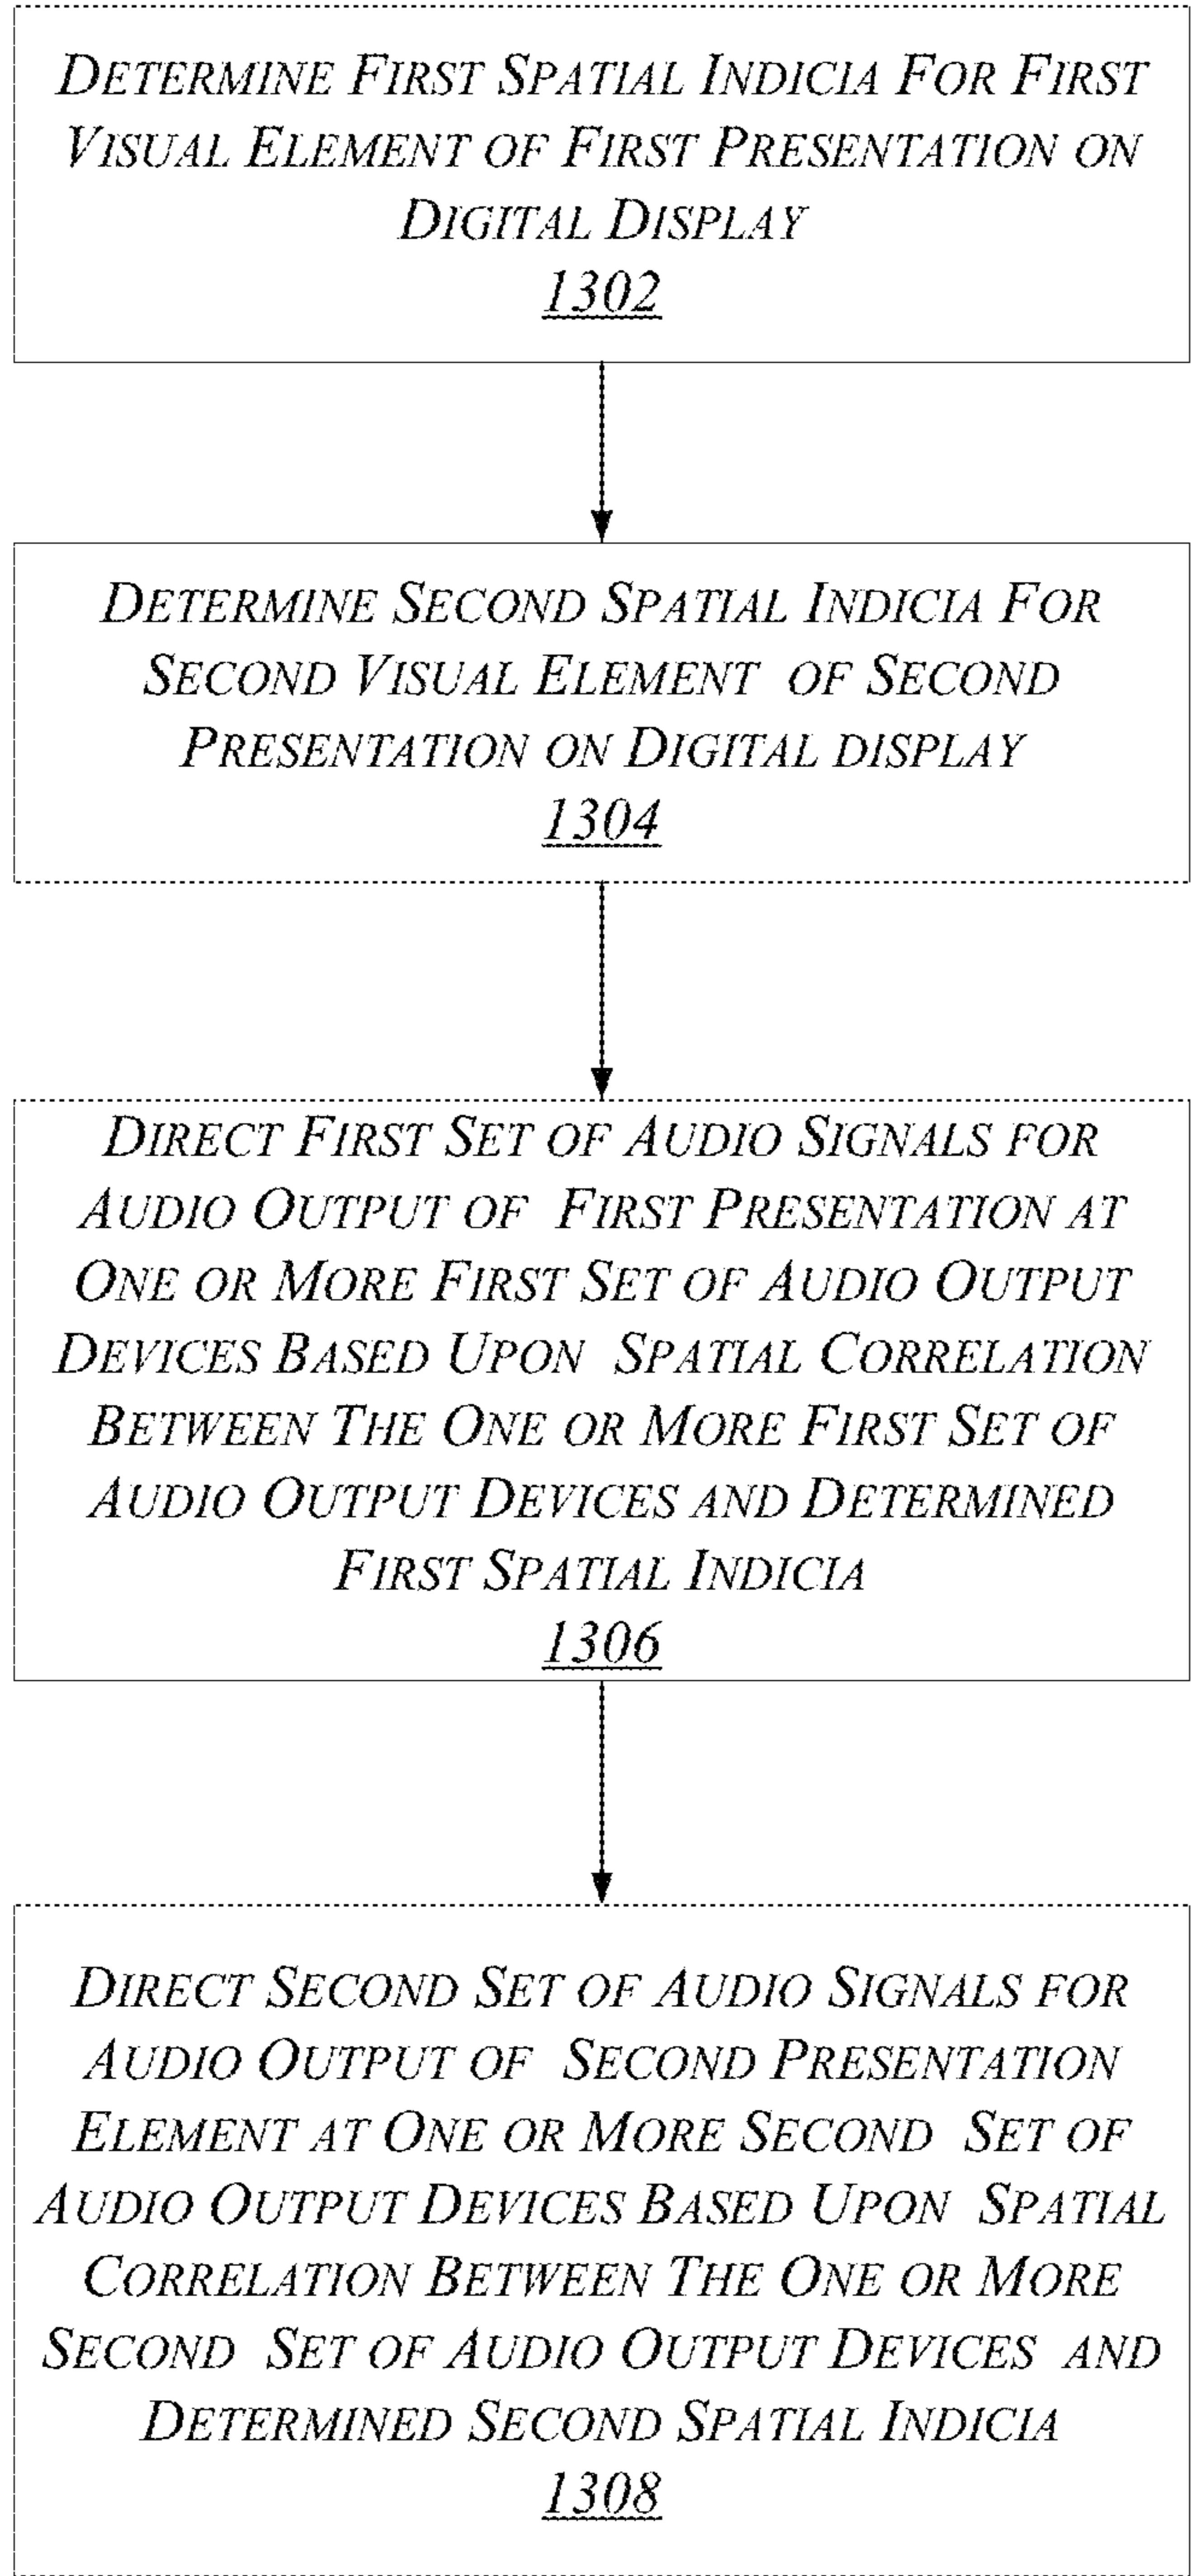 DETERMINE FIRST SPATIAL INDICIA FOR FIRST
VISUAL ELEMENT OF FIRST PRESENTATION ON
DIGITAL DISPLAY
1302
DETERMINE SECOND SPATIAL INDICIA FOR
SECOND VISUAL ELEMENT OF SECOND
PRESENTATION ON DIGITAL DISPLAY
1304
DIRECT FIRST SET OF AUDIO SIGNALS FOR
AUDIO OUTPUT OF FIRST PRESENTATION AT
ONE OR MORE FIRST SET OF AUDIO OUTPUT
DEVICES BASED UPON SPATIAL CORRELATION
BETWEEN THE ONE OR MORE FIRST SET OF
AUDIO OUTPUT DEVICES AND DETERMINED
FIRST SPATIAL INDICIA
1306
DIRECT SECOND SET OF AUDIO SIGNALS FOR
AUDIO OUTPUT OF SECOND PRESENTATION
ELEMENT AT ONE OR MORE SECOND SET OF
AUDIO OUTPUT DEVICES BASED UPON SPATIAL
CORRELATION BETWEEN THE ONE OR MORE
SECOND SET OF AUDIO OUTPUT DEVICES AND
DETERMINED SECOND SPATIAL INDICIA
1308